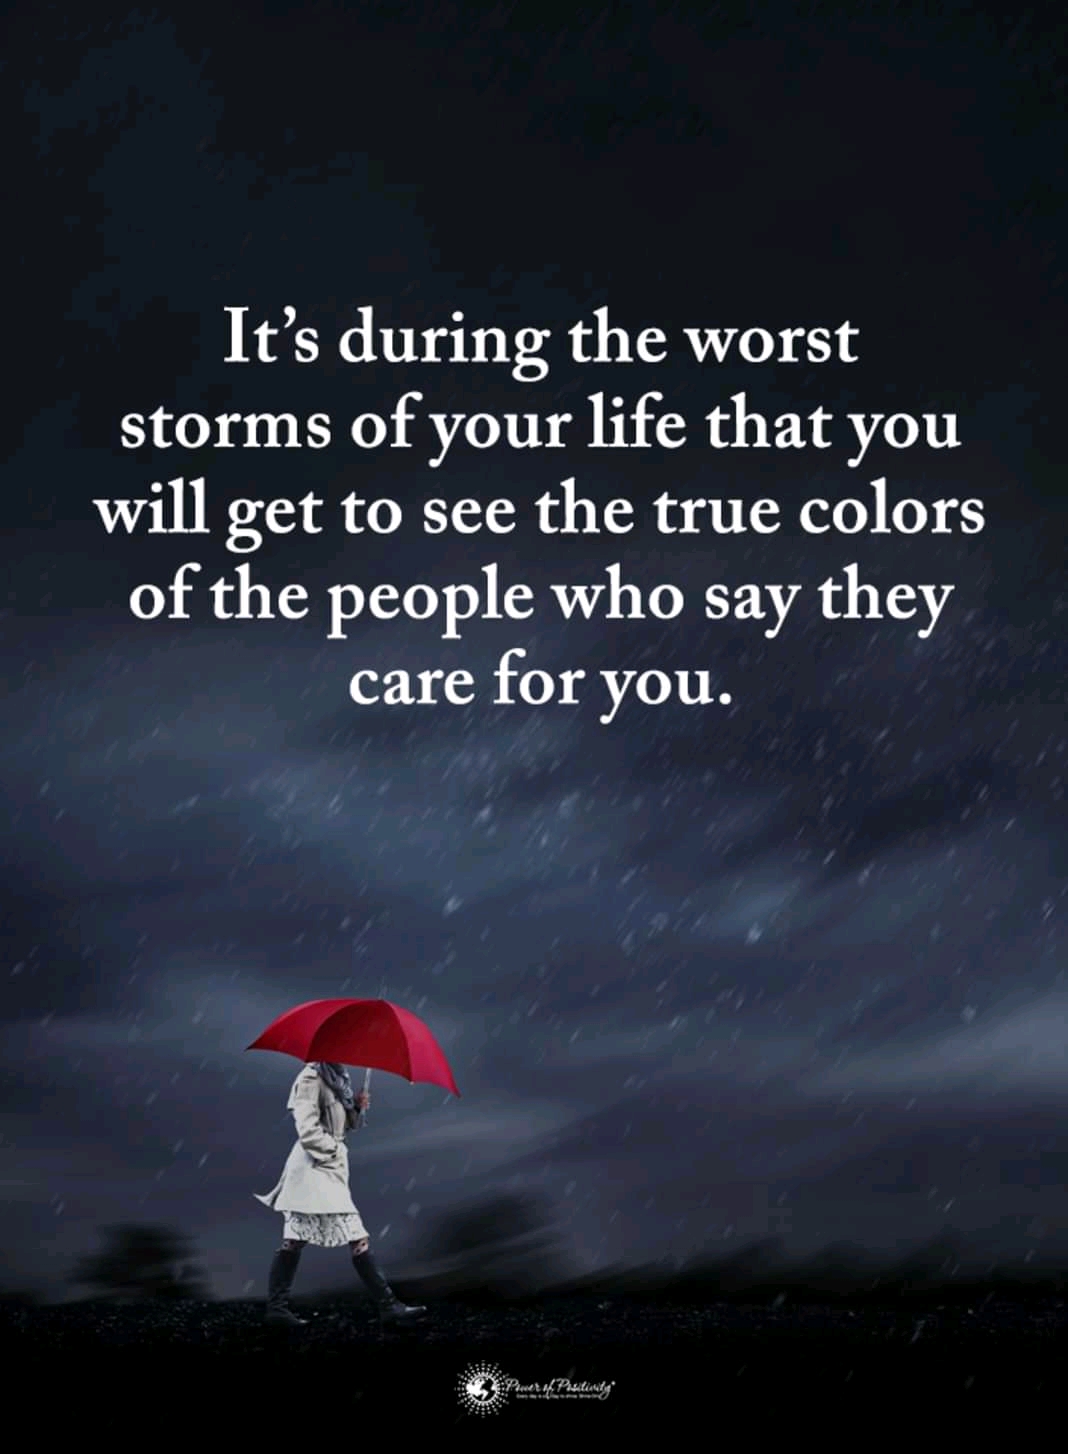 It’s during the worst
storms of your life that you
will get to see the true colors
of the people who say they
care for you.
Power of Positivity